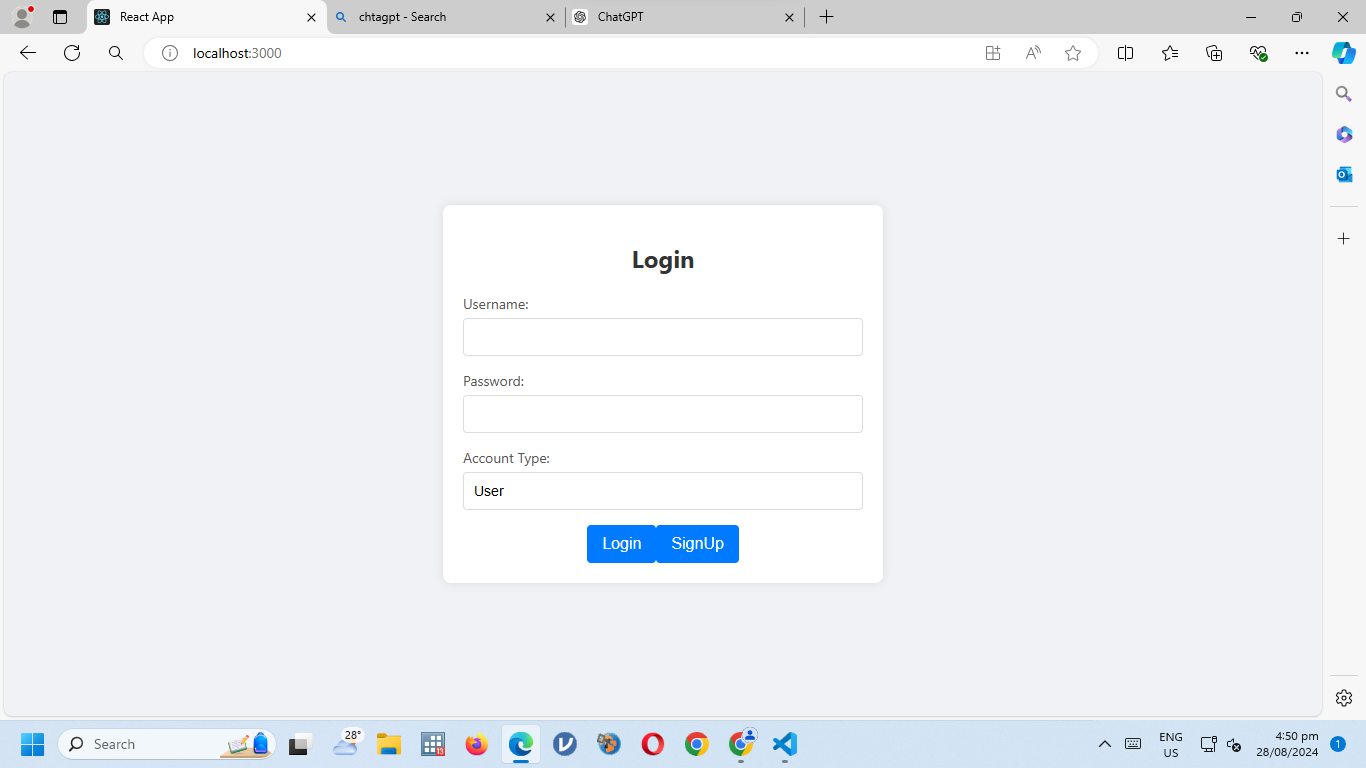 React App
chtagpt - Search
ChatGPT
localhost:3000
Login
Username:
Password:
Account Type:
User
Login
SignUp
Search
28°
13
ENG
US
4:50 pm
28/08/2024
1